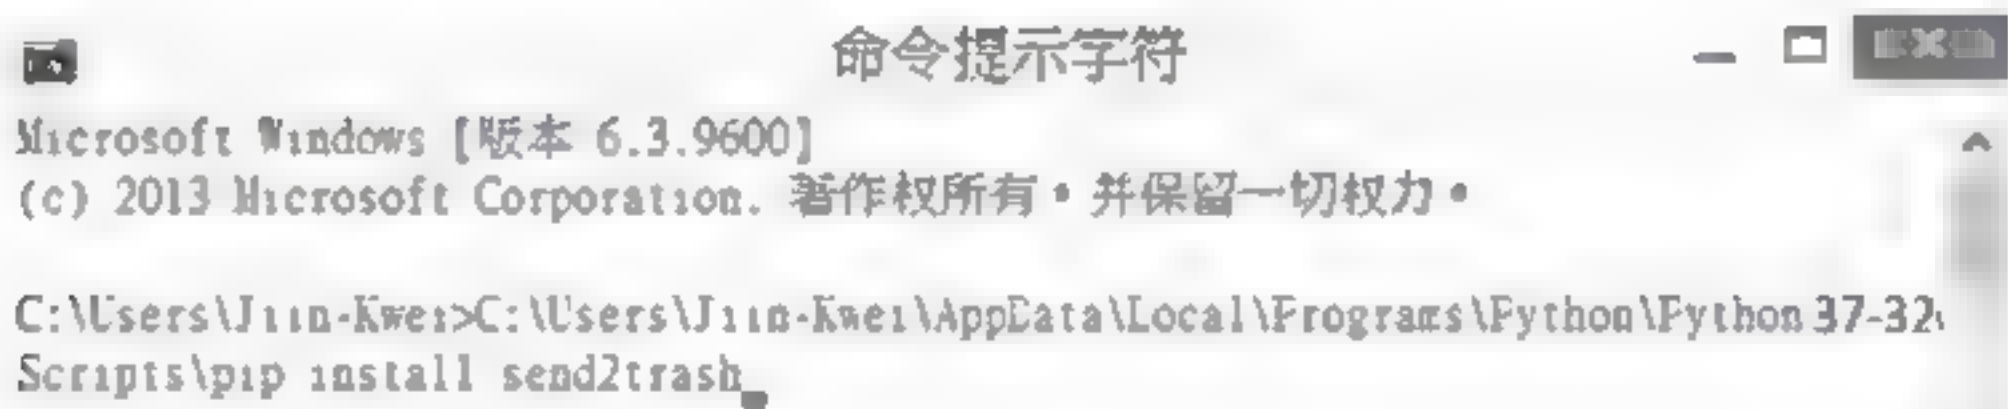 命令提示字符
Microsoft Windows [版本 6.3.9600]
(c) 2013 Microsoft Corporation. 著作权所有。并保留一切权力。
C:\Users\Jiin-Kwei>C:\Users\Jiin-Kwei\AppData\Local\Programs\Python\Python37-32\
Scripts\pip install send2trash